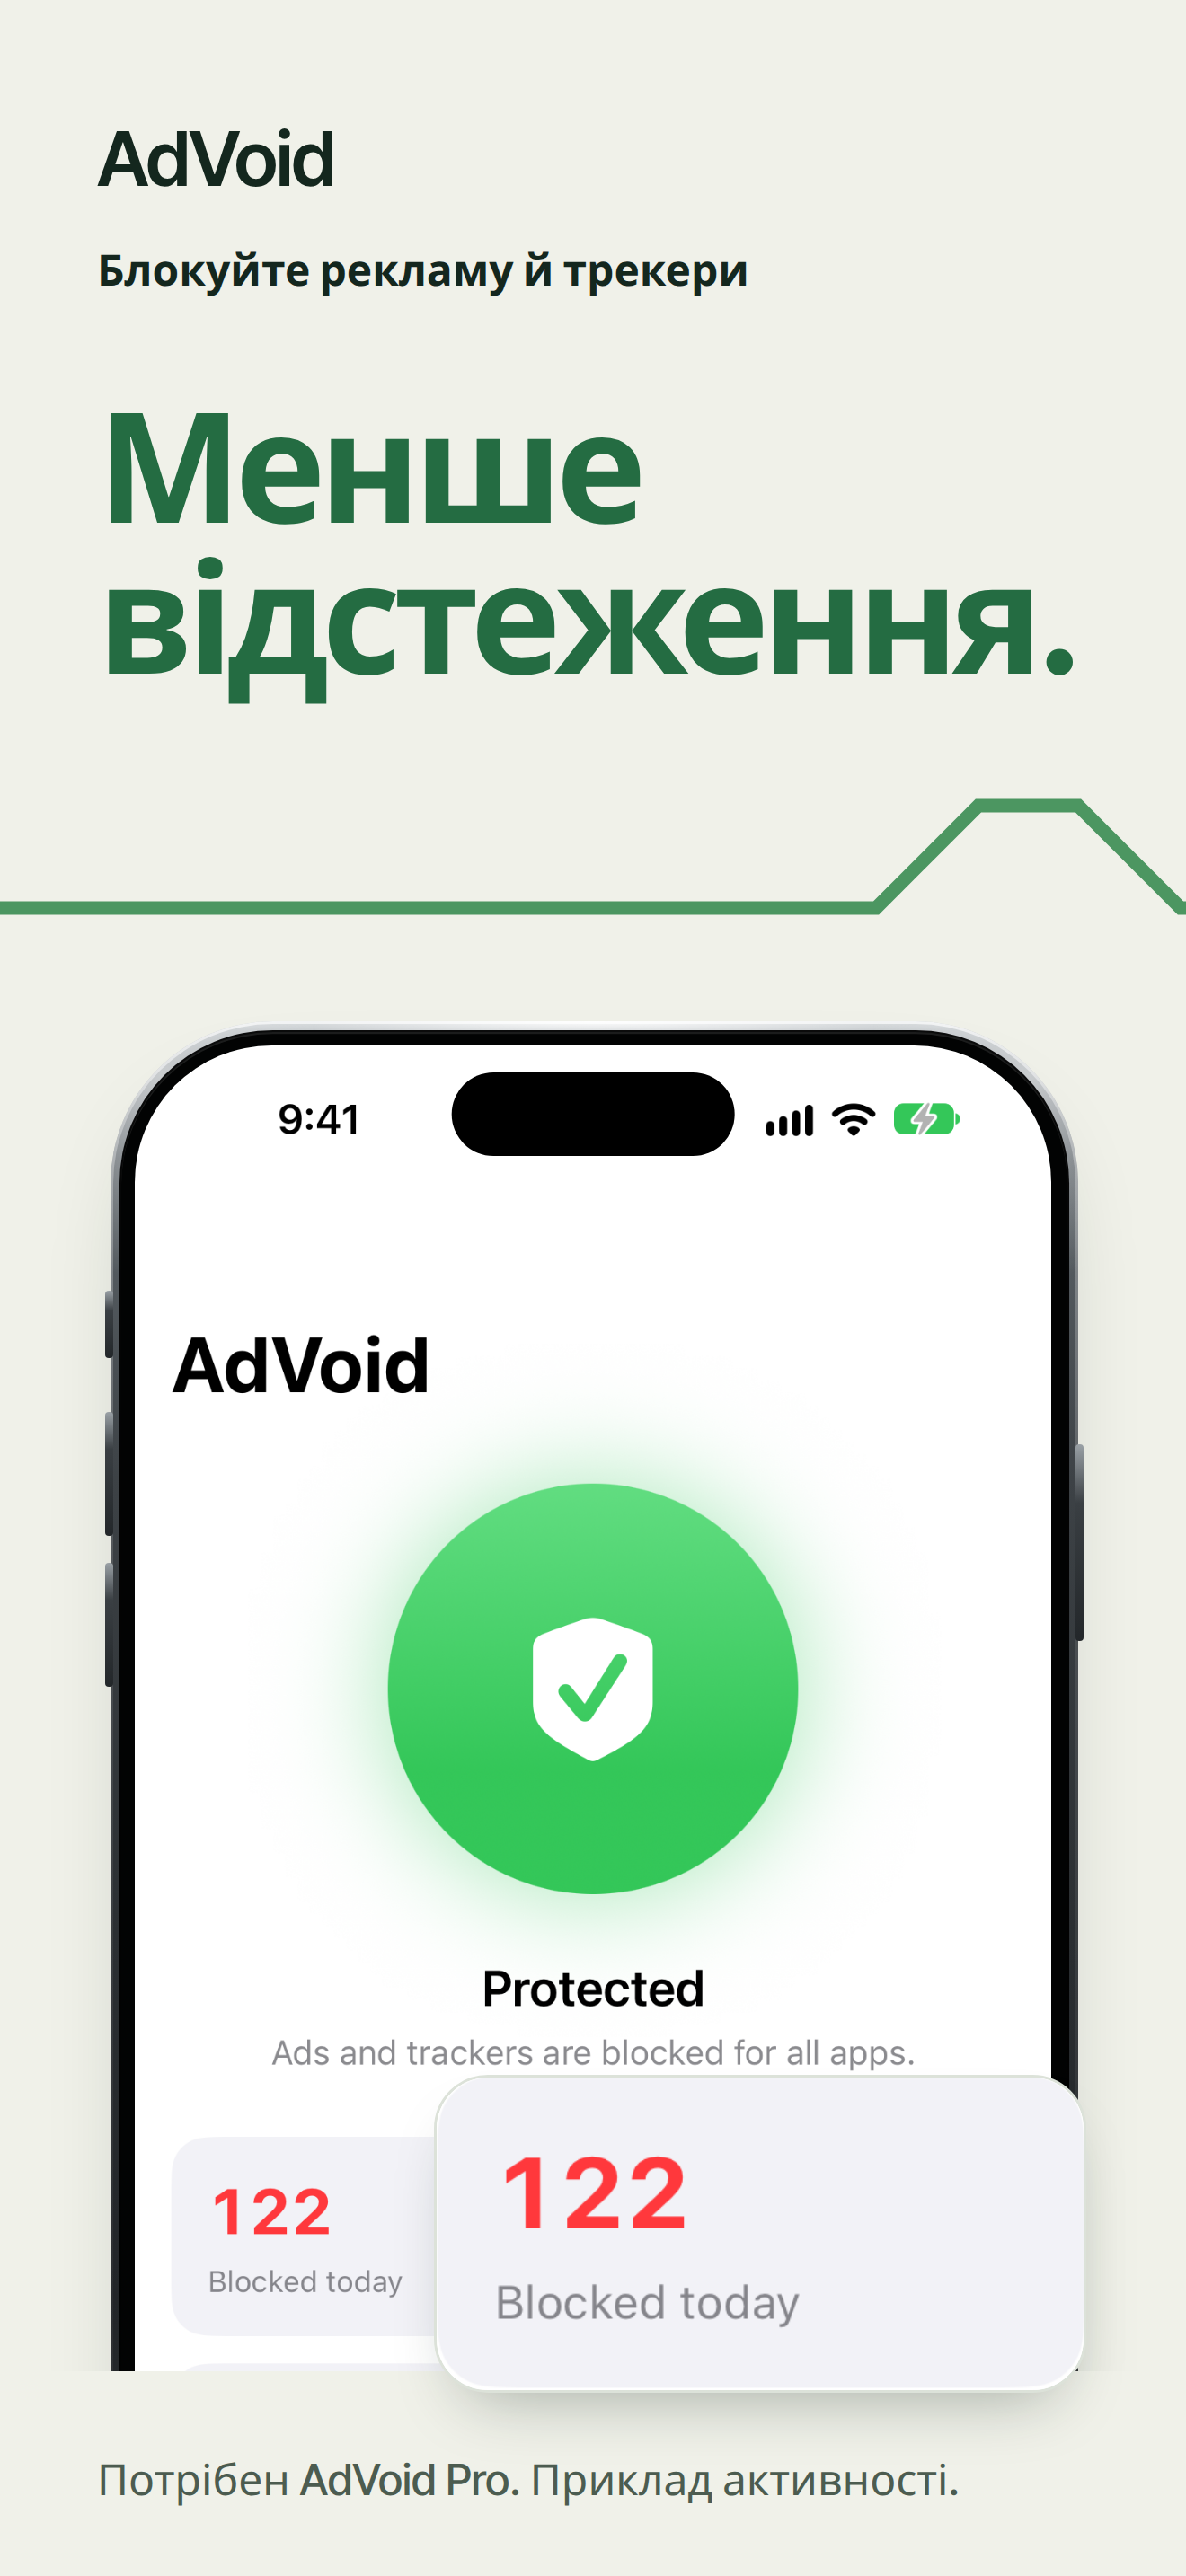 AdVoid
Блокуйте рекламу й трекери
Менше
відстеження.
9:41
AdVoid
Protected
Ads and trackers are blocked for all apps.
122
Blocked today
122
Blocked today
Потрібен AdVoid Pro. Приклад активності.